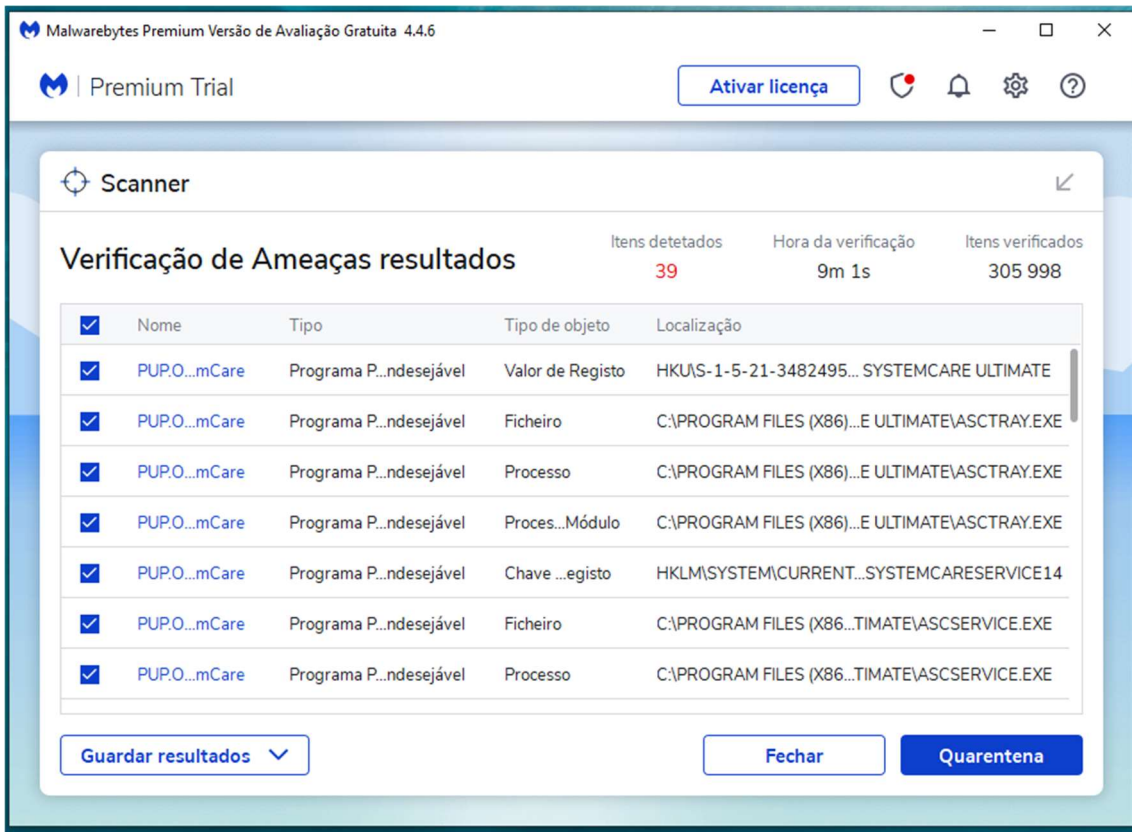 Malwarebytes Premium Versão de Avaliação Gratuita 4.4.6
Premium Trial
Ativar licença
Scanner
Verificação de Ameaças resultados
Itens detetados Hora da verificação Itens verificados
39 9m 1s 305 998
Nome Tipo Tipo de objeto Localização
PUP.O...mCare Programa P...ndesejável Valor de Registo HKU\S-1-5-21-3482495... SYSTEMCARE ULTIMATE
PUP.O...mCare Programa P...ndesejável Ficheiro C:\PROGRAM FILES (X86)...E ULTIMATE\ASCTRAY.EXE
PUP.O...mCare Programa P...ndesejável Processo C:\PROGRAM FILES (X86)...E ULTIMATE\ASCTRAY.EXE
PUP.O...mCare Programa P...ndesejável Proces...Módulo C:\PROGRAM FILES (X86)...E ULTIMATE\ASCTRAY.EXE
PUP.O...mCare Programa P...ndesejável Chave ...egisto HKLM\SYSTEM\CURRENT...SYSTEMCARESERVICE14
PUP.O...mCare Programa P...ndesejável Ficheiro C:\PROGRAM FILES (X86...TIMATE\ASCSERVICE.EXE
PUP.O...mCare Programa P...ndesejável Processo C:\PROGRAM FILES (X86...TIMATE\ASCSERVICE.EXE
Guardar resultados Fechar Quarentena